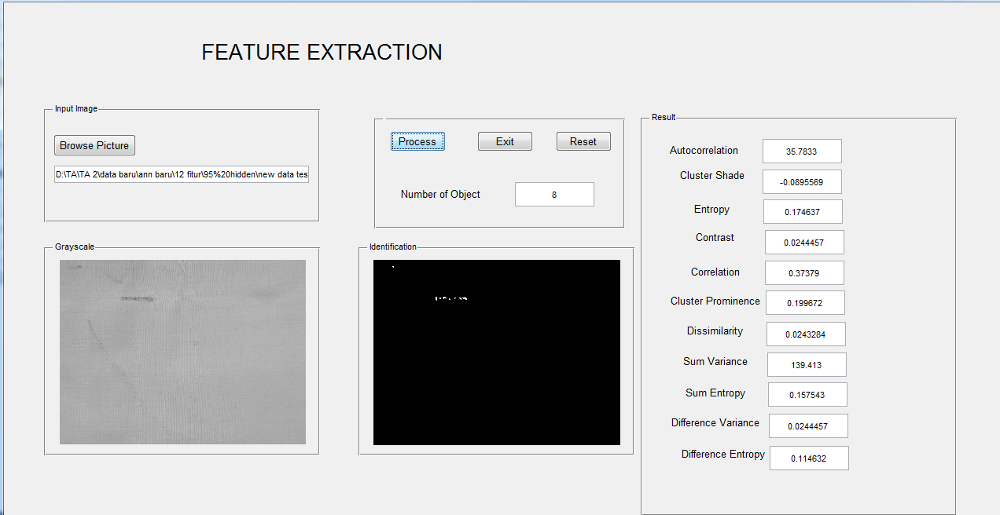 FEATURE EXTRACTION
Input Image
Browse Picture
D:\TA\TA 2\data baru\ann baru\12 fitur\95%20hidden\new data tes
Process Exit Reset
Number of Object 8
Grayscale
Identification
Result
Autocorrelation 35.7833
Cluster Shade -0.0895569
Entropy 0.174637
Contrast 0.0244457
Correlation 0.37379
Cluster Prominence 0.199672
Dissimilarity 0.0243284
Sum Variance 139.413
Sum Entropy 0.157543
Difference Variance 0.0244457
Difference Entropy 0.114632